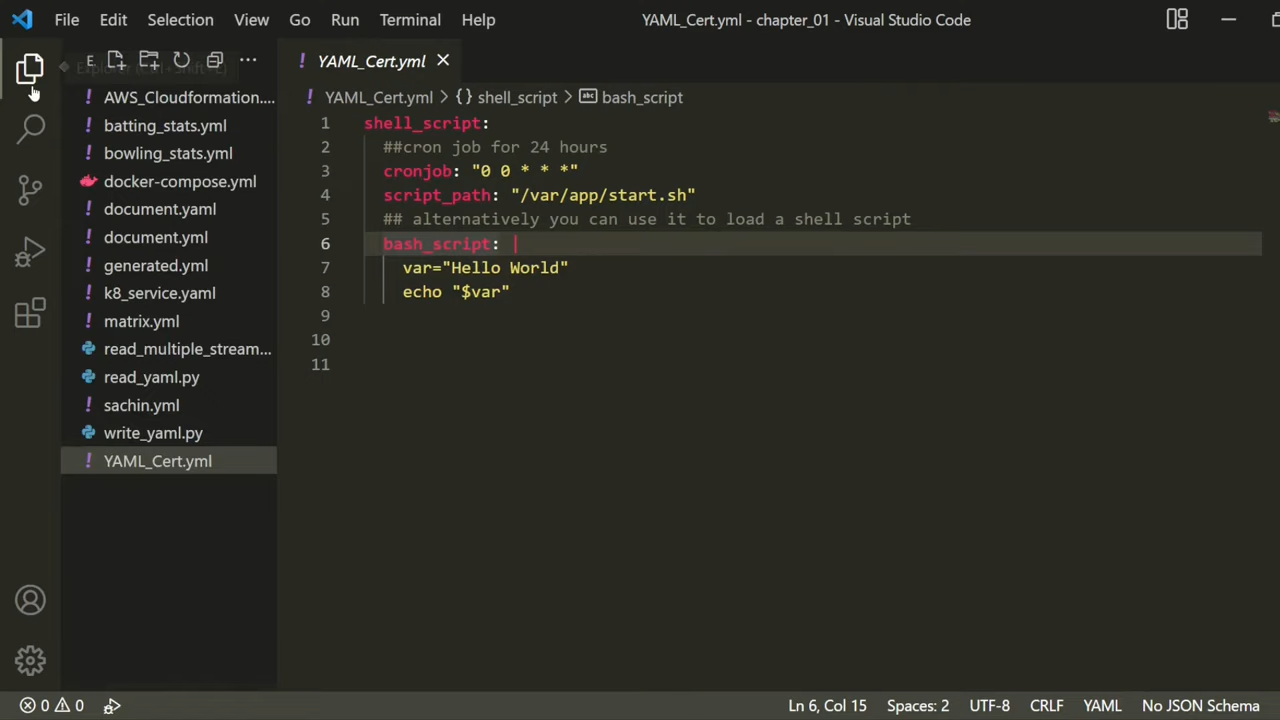 File Edit Selection View Go Run Terminal Help
YAML_Cert.yml - chapter_01 - Visual Studio Code
E
Explorer (Ctrl+Shift+E)
AWS_Cloudformation....
batting_stats.yml
bowling_stats.yml
docker-compose.yml
document.yaml
document.yml
generated.yml
k8_service.yaml
matrix.yml
read_multiple_stream...
read_yaml.py
sachin.yml
write_yaml.py
YAML_Cert.yml
YAML_Cert.yml
YAML_Cert.yml > {} shell_script > abc bash_script
1 shell_script:
2 ##cron job for 24 hours
3 cronjob: "0 0 * * *"
4 script_path: "/var/app/start.sh"
5 ## alternatively you can use it to load a shell script
6 bash_script: |
7 var="Hello World"
8 echo "$var"
9
10
11
0 0
Ln 6, Col 15 Spaces: 2 UTF-8 CRLF YAML No JSON Schema